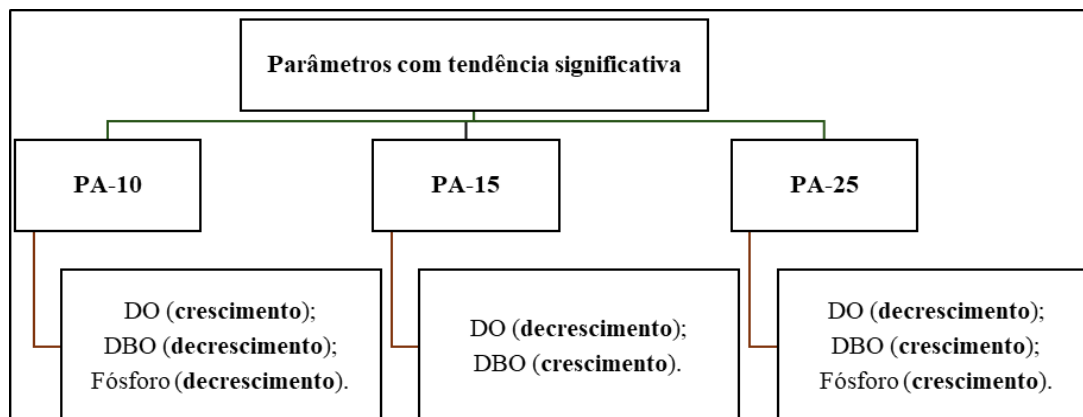 Parâmetros com tendência significativa
PA-10
PA-15
PA-25
DO (crescimento);
DBO (decrescimento);
Fósforo (decrescimento).
DO (decrescimento);
DBO (crescimento).
DO (decrescimento);
DBO (crescimento);
Fósforo (crescimento).